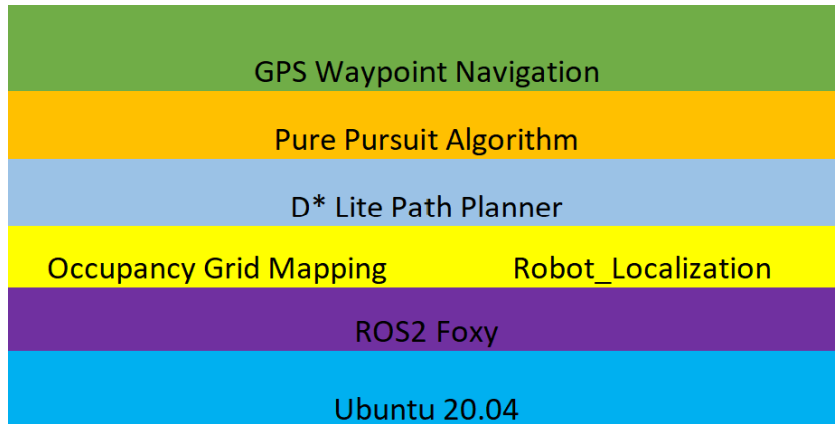 GPS Waypoint Navigation
Pure Pursuit Algorithm
D* Lite Path Planner
Occupancy Grid Mapping Robot_Localization
ROS2 Foxy
Ubuntu 20.04